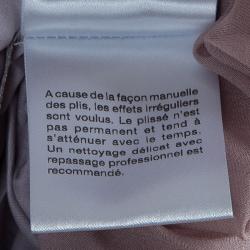 A cause de la façon manuelle
des plis, les effets irréguliers
sont voulus. Le plissé n'est
pas permanent et tend à
s'atténuer avec le temps.
Un nettoyage délicat avec
repassage professionnel est
recommandé.